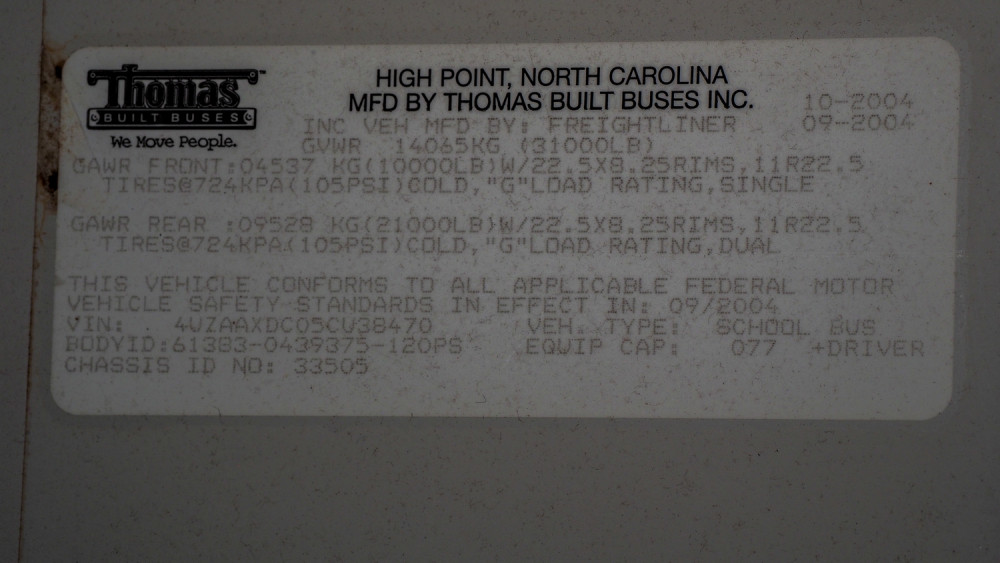 Thomas™
BUILT BUSES
We Move People.
HIGH POINT, NORTH CAROLINA
MFD BY THOMAS BUILT BUSES INC. 10-2004
INC VEH MFD BY: FREIGHTLINER 09-2004
GVWR 14065KG (31000LB)
GAWR FRONT:04537 KG(10000LB)W/22.5X8.25RIMS,11R22.5
TIRES@724KPA(105PSI)COLD,"G"LOAD RATING,SINGLE
GAWR REAR :09528 KG(21000LB)W/22.5X8.25RIMS,11R22.5
TIRES@724KPA(105PSI)COLD,"G"LOAD RATING,DUAL
THIS VEHICLE CONFORMS TO ALL APPLICABLE FEDERAL MOTOR
VEHICLE SAFETY STANDARDS IN EFFECT IN: 09/2004
VIN: 4UZAAXDC05CU38470 VEH. TYPE: SCHOOL BUS
BODYID:61383-0439375-120PS EQUIP CAP: 077 +DRIVER
CHASSIS ID NO: 33505